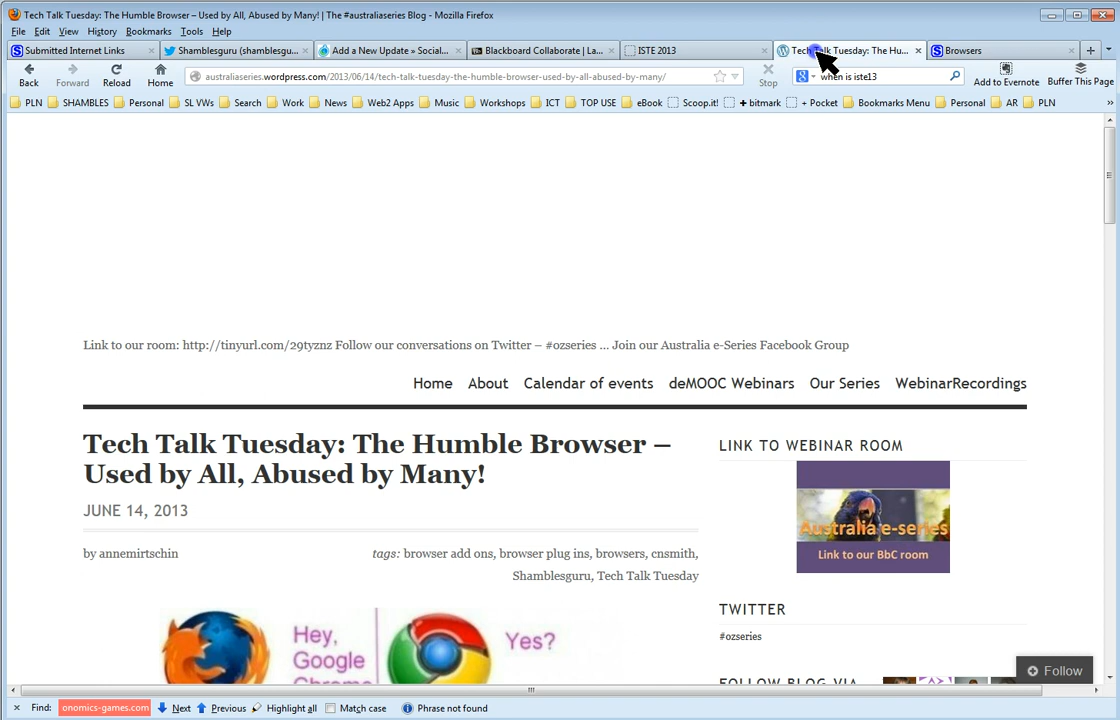 Tech Talk Tuesday: The Humble Browser – Used by All, Abused by Many! | The #australiaseries Blog - Mozilla Firefox
File Edit View History Bookmarks Tools Help
Submitted Internet Links Shamblesguru (shamblesgu... Add a New Update » Social... Blackboard Collaborate | La... ISTE 2013 Tech Talk Tuesday: The Hu... Browsers
Back Forward Reload Home australiaseries.wordpress.com/2013/06/14/tech-talk-tuesday-the-humble-browser-used-by-all-abused-by-many/ Stop when is iste13 Add to Evernote Buffer This Page
PLN SHAMBLES Personal SL VWs Search Work News Web2 Apps Music Workshops ICT TOP USE eBook Scoop.it! + bitmark + Pocket Bookmarks Menu Personal AR PLN »
Link to our room: http://tinyurl.com/29tyznz Follow our conversations on Twitter – #ozseries ... Join our Australia e-Series Facebook Group
Home About Calendar of events deMOOC Webinars Our Series WebinarRecordings
Tech Talk Tuesday: The Humble Browser –
Used by All, Abused by Many!
JUNE 14, 2013
by annemirtschin
tags: browser add ons, browser plug ins, browsers, cnsmith,
Shamblesguru, Tech Talk Tuesday
Hey,
Google
Chrome
Yes?
LINK TO WEBINAR ROOM
Australia e-series
Link to our BbC room
TWITTER
#ozseries
FOLLOW BLOG VIA
Follow
Find: onomics-games.com Next Previous Highlight all Match case Phrase not found